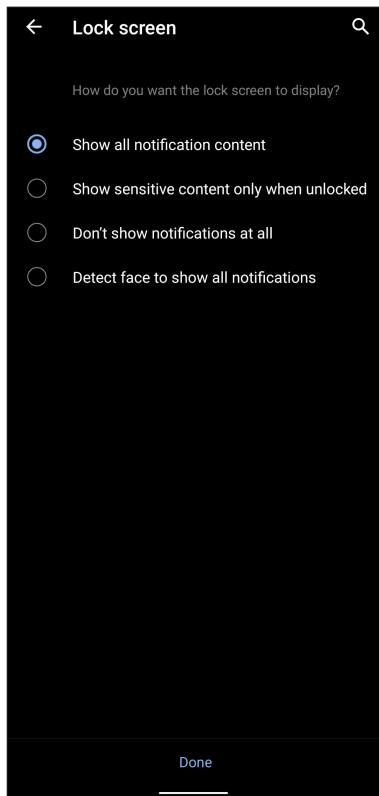 Lock screen
How do you want the lock screen to display?
Show all notification content
Show sensitive content only when unlocked
Don't show notifications at all
Detect face to show all notifications
Done